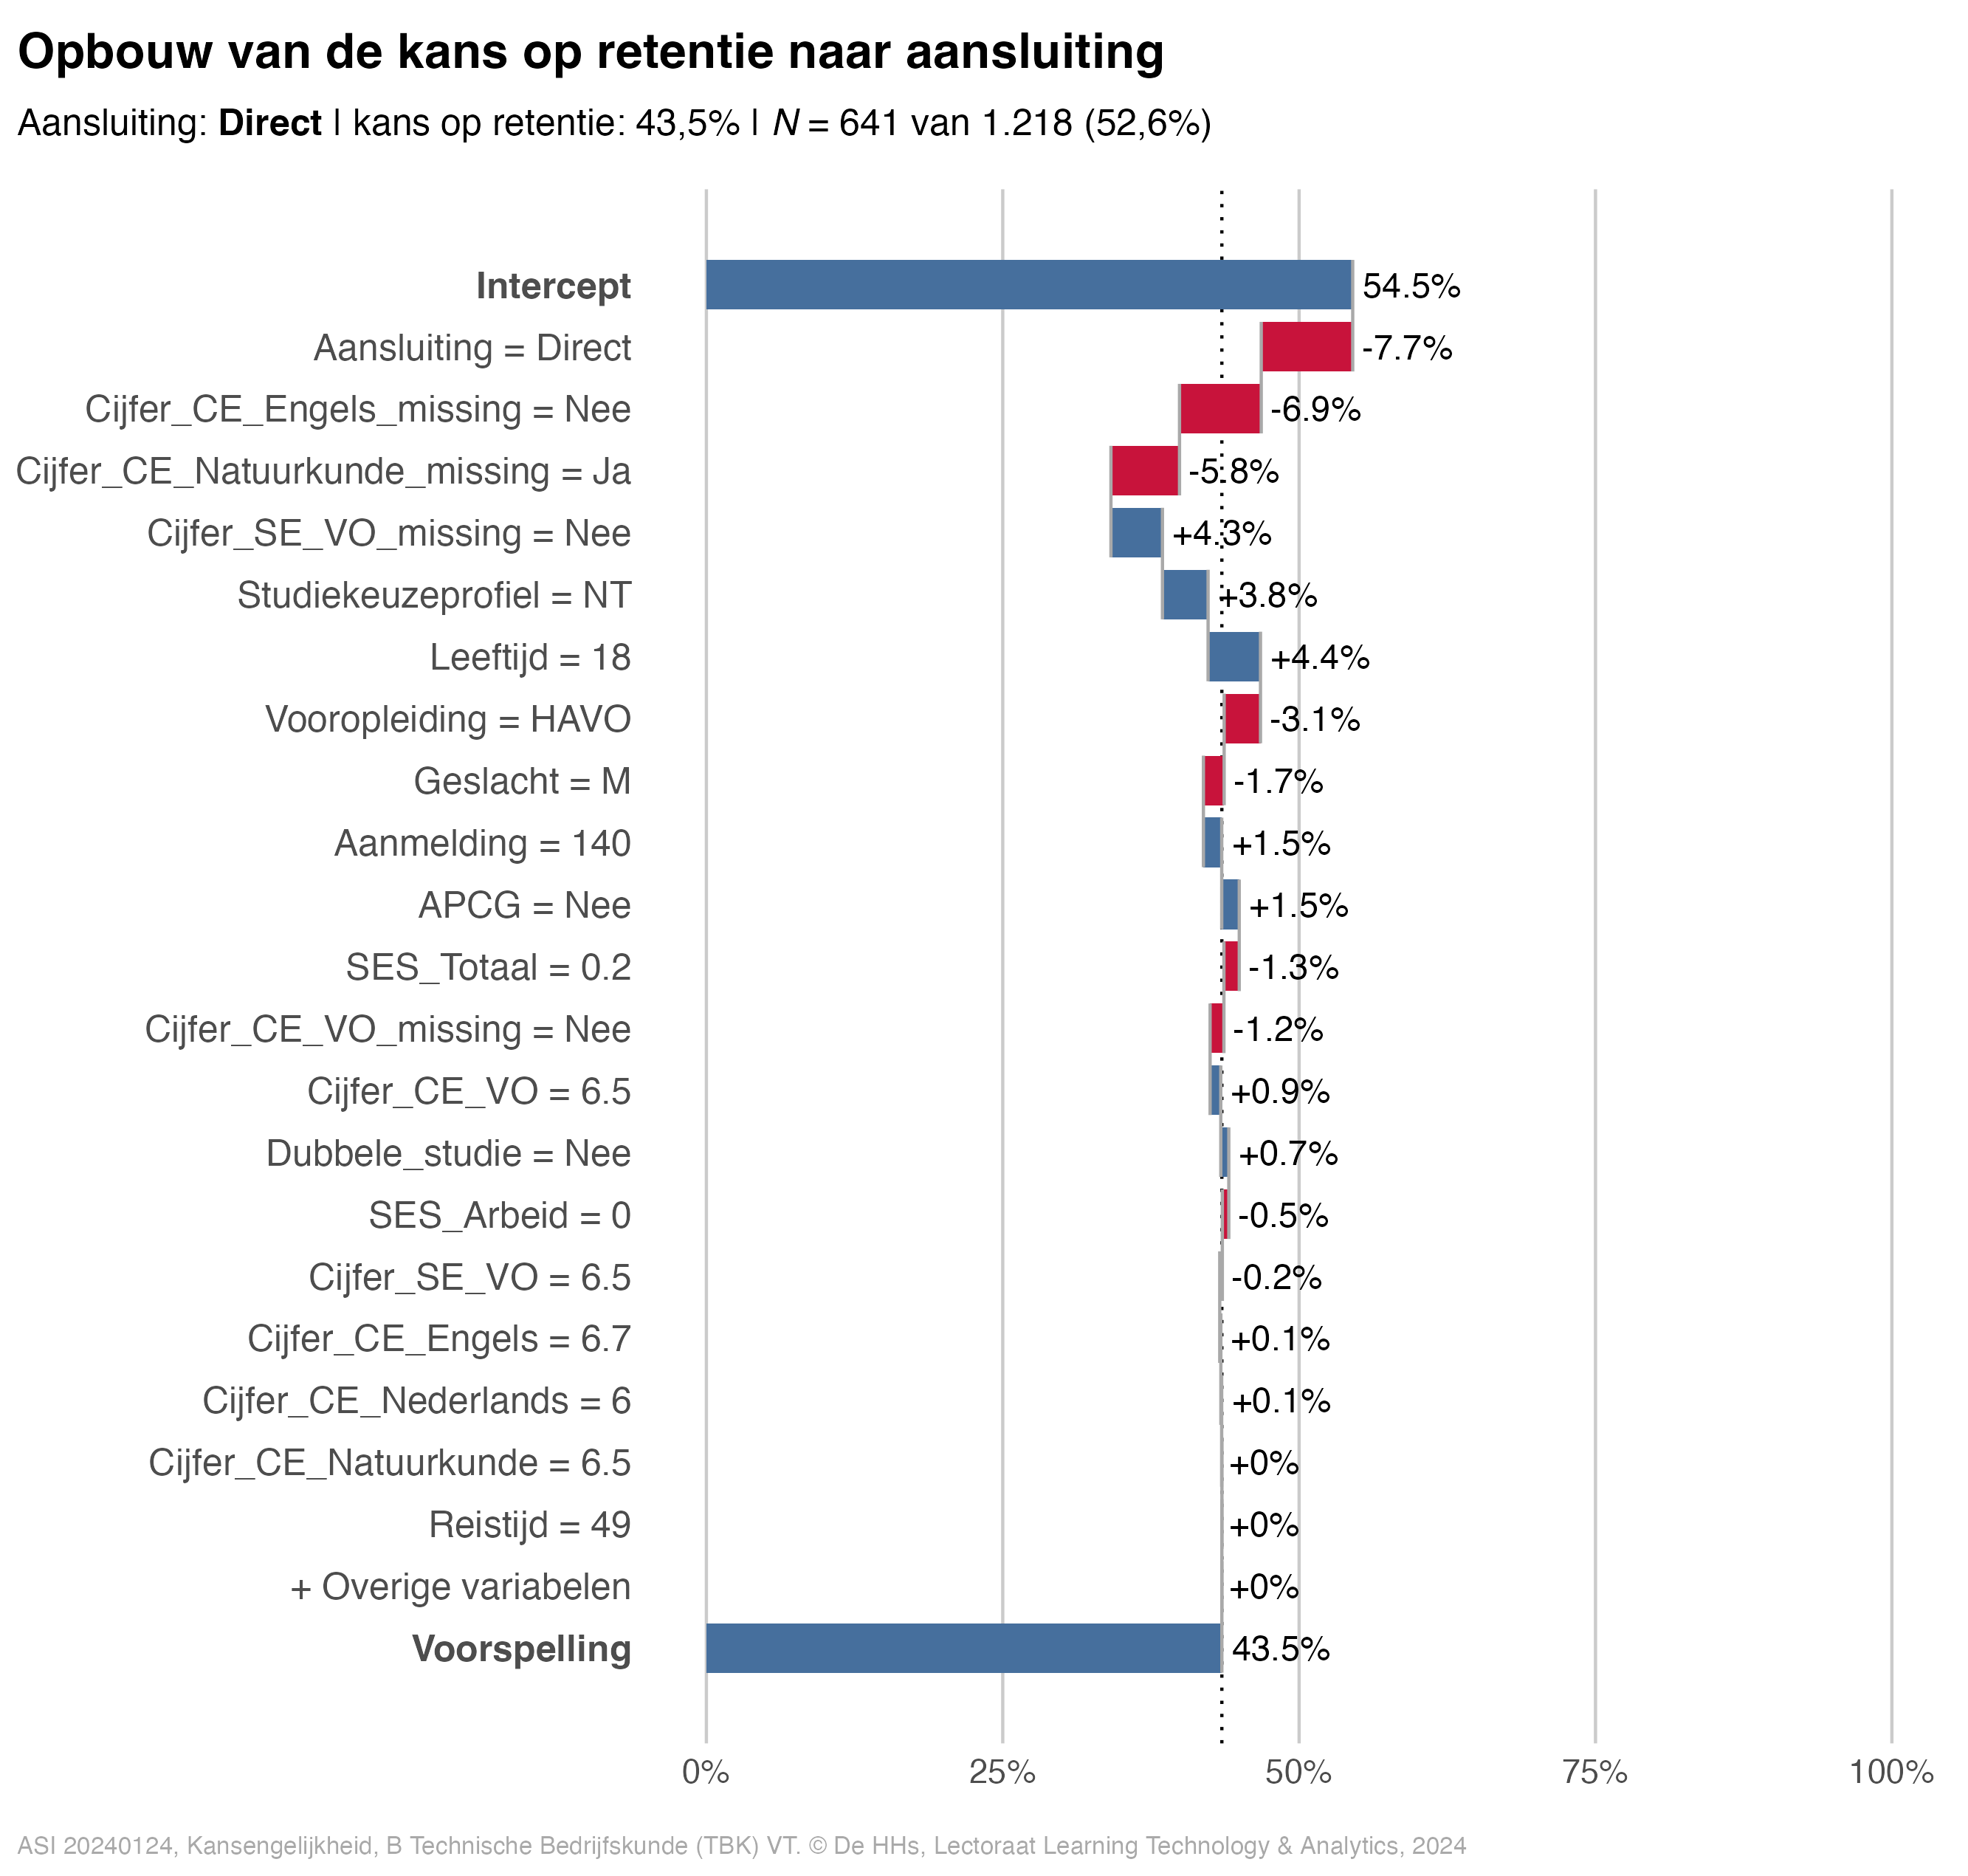 Opbouw van de kans op retentie naar aansluiting
Aansluiting: Direct | kans op retentie: 43,5% | N = 641 van 1.218 (52,6%)
Intercept 54.5%
Aansluiting = Direct -7.7%
Cijfer_CE_Engels_missing = Nee -6.9%
Cijfer_CE_Natuurkunde_missing = Ja -5.8%
Cijfer_SE_VO_missing = Nee +4.3%
Studiekeuzeprofiel = NT +3.8%
Leeftijd = 18 +4.4%
Vooropleiding = HAVO -3.1%
Geslacht = M -1.7%
Aanmelding = 140 +1.5%
APCG = Nee +1.5%
SES_Totaal = 0.2 -1.3%
Cijfer_CE_VO_missing = Nee -1.2%
Cijfer_CE_VO = 6.5 +0.9%
Dubbele_studie = Nee +0.7%
SES_Arbeid = 0 -0.5%
Cijfer_SE_VO = 6.5 -0.2%
Cijfer_CE_Engels = 6.7 +0.1%
Cijfer_CE_Nederlands = 6 +0.1%
Cijfer_CE_Natuurkunde = 6.5 +0%
Reistijd = 49 +0%
+ Overige variabelen +0%
Voorspelling 43.5%
0% 25% 50% 75% 100%
ASI 20240124, Kansengelijkheid, B Technische Bedrijfskunde (TBK) VT. © De HHs, Lectoraat Learning Technology & Analytics, 2024